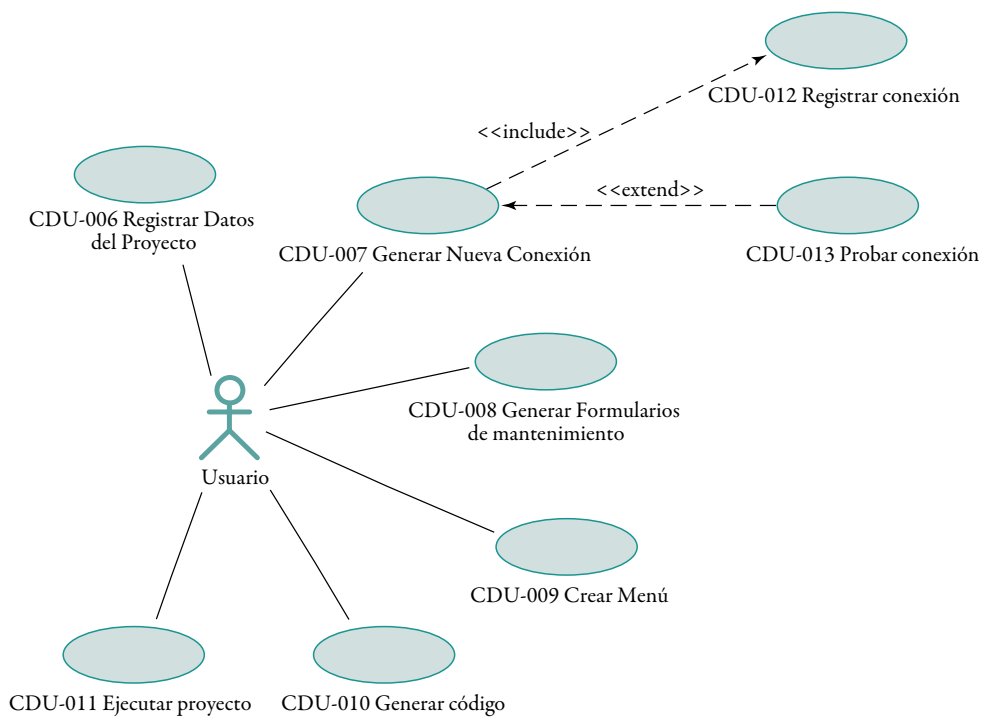 CDU-012 Registrar conexión
<<include>>
<<extend>>
CDU-006 Registrar Datos
del Proyecto
CDU-007 Generar Nueva Conexión
CDU-013 Probar conexión
CDU-008 Generar Formularios
de mantenimiento
Usuario
CDU-009 Crear Menú
CDU-011 Ejecutar proyecto
CDU-010 Generar código